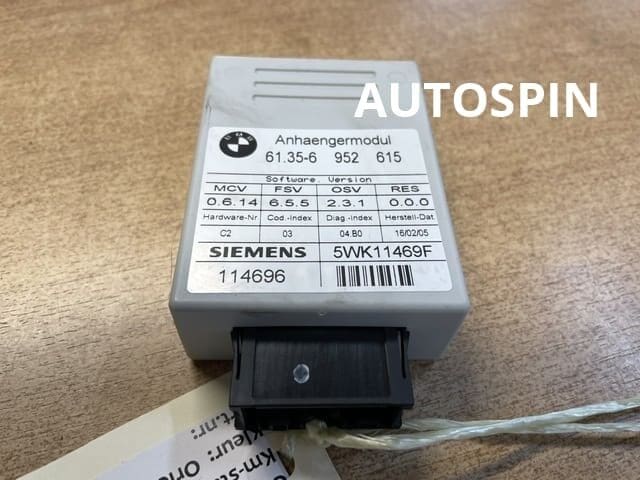 AUTOSPIN
BMW
Anhaengermodul
61.35-6 952 615
Software. Version
MCV FSV OSV RES
0.6.14 6.5.5 2.3.1 0.0.0
Hardware-Nr Cod.-Index Diag.-Index Herstell-Dat
C2 03 04.B0 16/02/05
SIEMENS 5WK11469F
114696
Kleur: